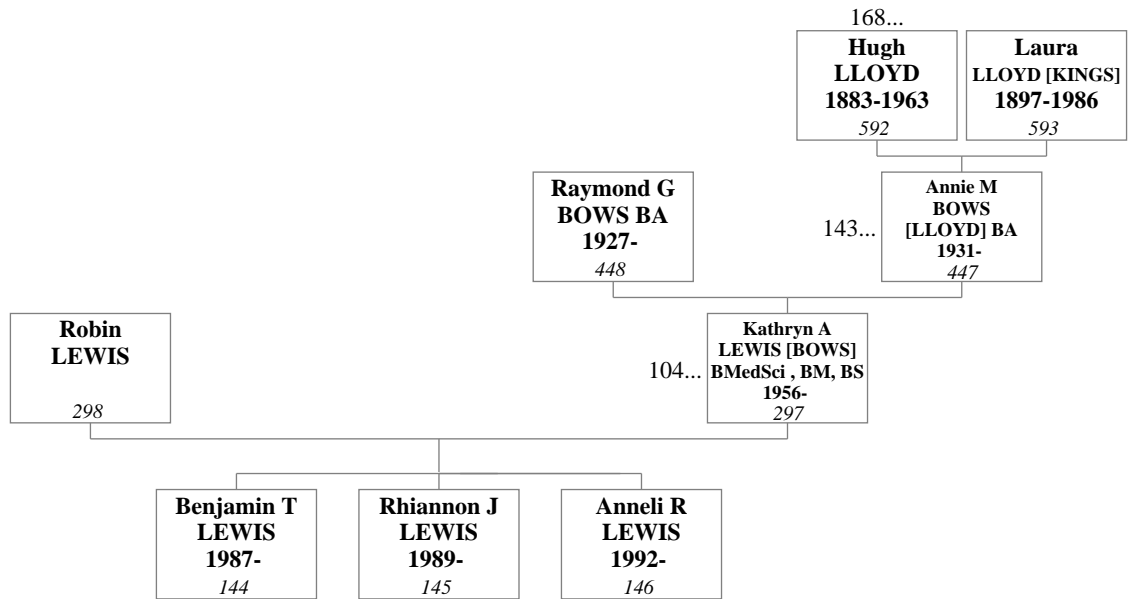 168...
Hugh
LLOYD
1883-1963
592
Laura
LLOYD [KINGS]
1897-1986
593
Raymond G
BOWS BA
1927-
448
143...
Annie M
BOWS
[LLOYD] BA
1931-
447
Robin
LEWIS
298
104...
Kathryn A
LEWIS [BOWS]
BMedSci , BM, BS
1956-
297
Benjamin T
LEWIS
1987-
144
Rhiannon J
LEWIS
1989-
145
Anneli R
LEWIS
1992-
146